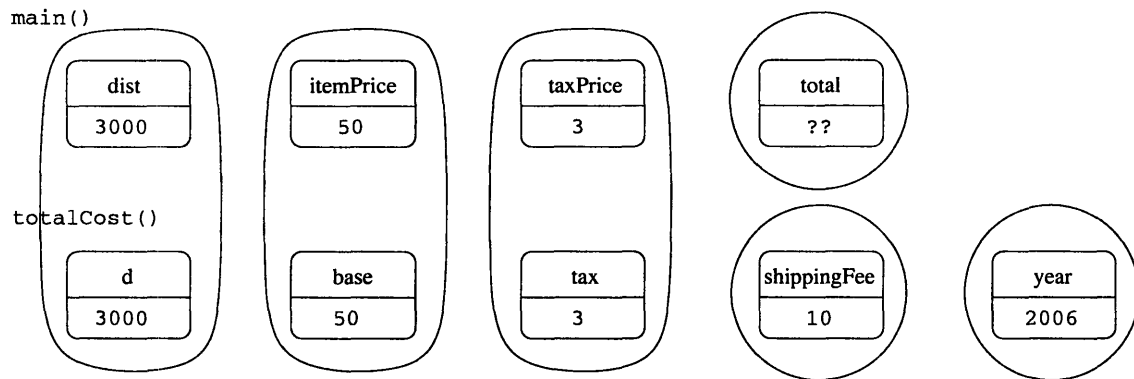 main()
dist itemPrice taxPrice total
3000 50 3 ??
totalCost()
d base tax shippingFee year
3000 50 3 10 2006